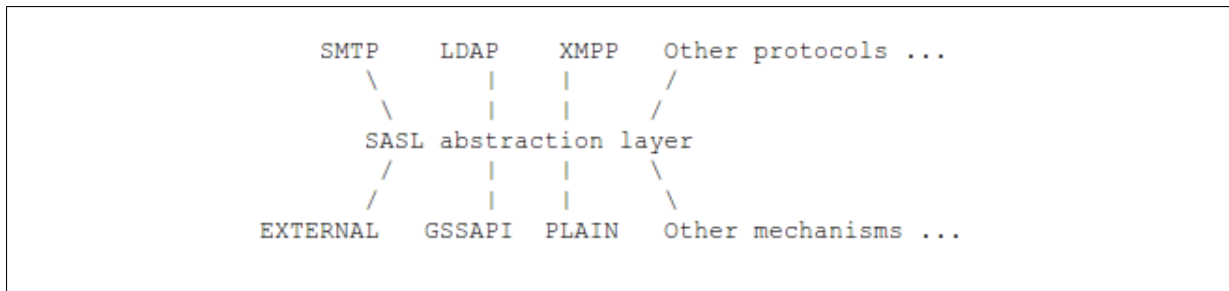 SMTP LDAP XMPP Other protocols ...
SASL abstraction layer
EXTERNAL GSSAPI PLAIN Other mechanisms ...